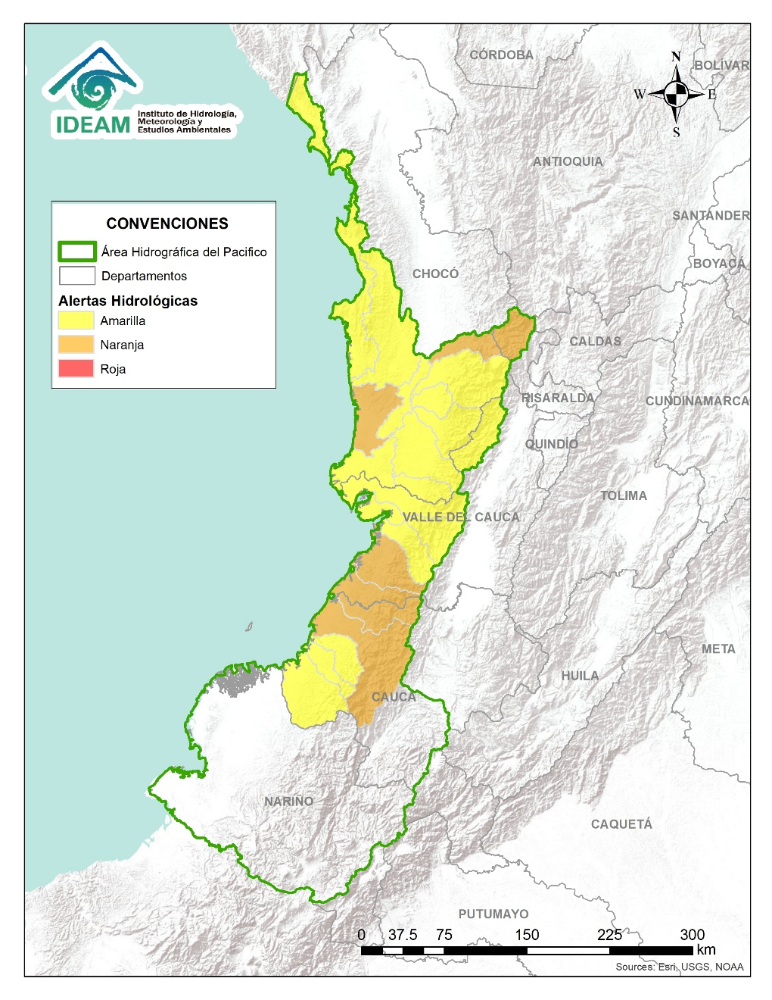 IDEAM
Instituto de Hidrología,
Meteorología y
Estudios Ambientales
N
W
E
S
CÓRDOBA
BOLÍVAR
ANTIOQUIA
SANTANDER
BOYACÁ
CONVENCIONES
Área Hidrográfica del Pacifico
Departamentos
Alertas Hidrológicas
Amarilla
Naranja
Roja
CHOCÓ
CALDAS
RISARALDA
CUNDINAMARCA
QUINDÍO
TOLIMA
VALLE DEL CAUCA
META
HUILA
CAUCA
NARIÑO
CAQUETÁ
PUTUMAYO
0 37.5 75 150 225 300
km
Sources: Esri, USGS, NOAA